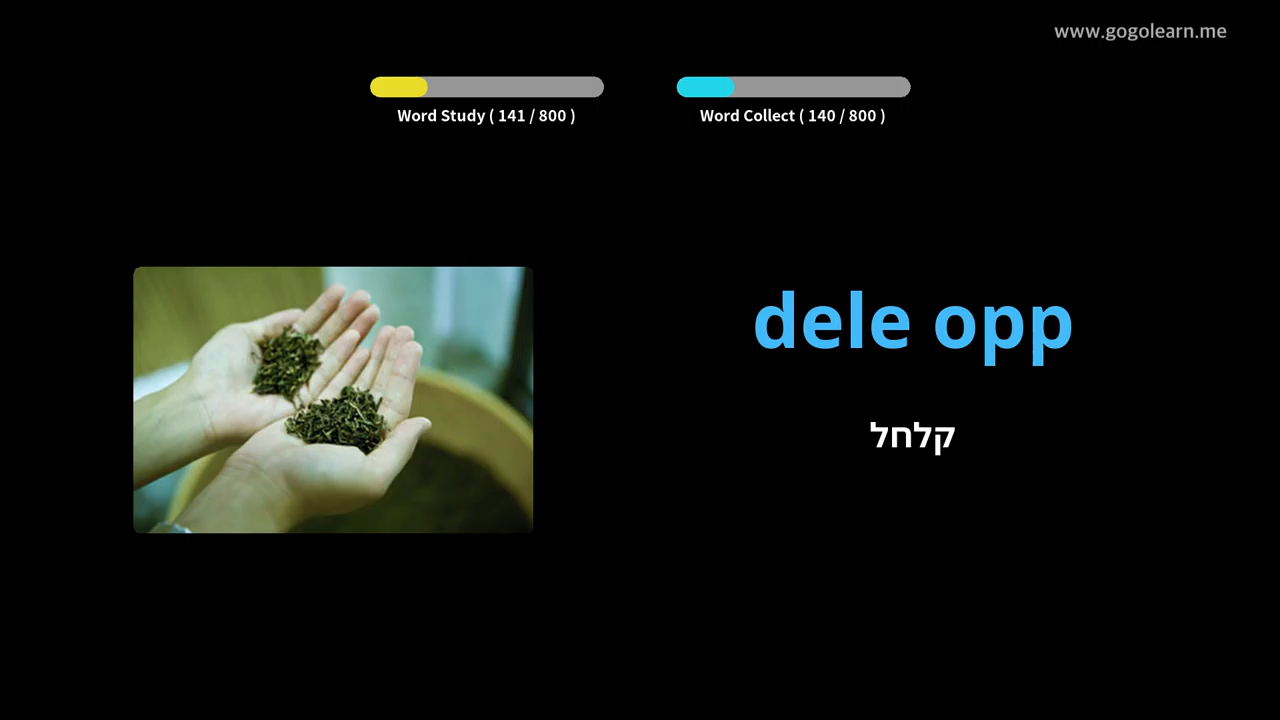 www.gogolearn.me
Word Study ( 141 / 800 )
Word Collect ( 140 / 800 )
dele opp
קלחל